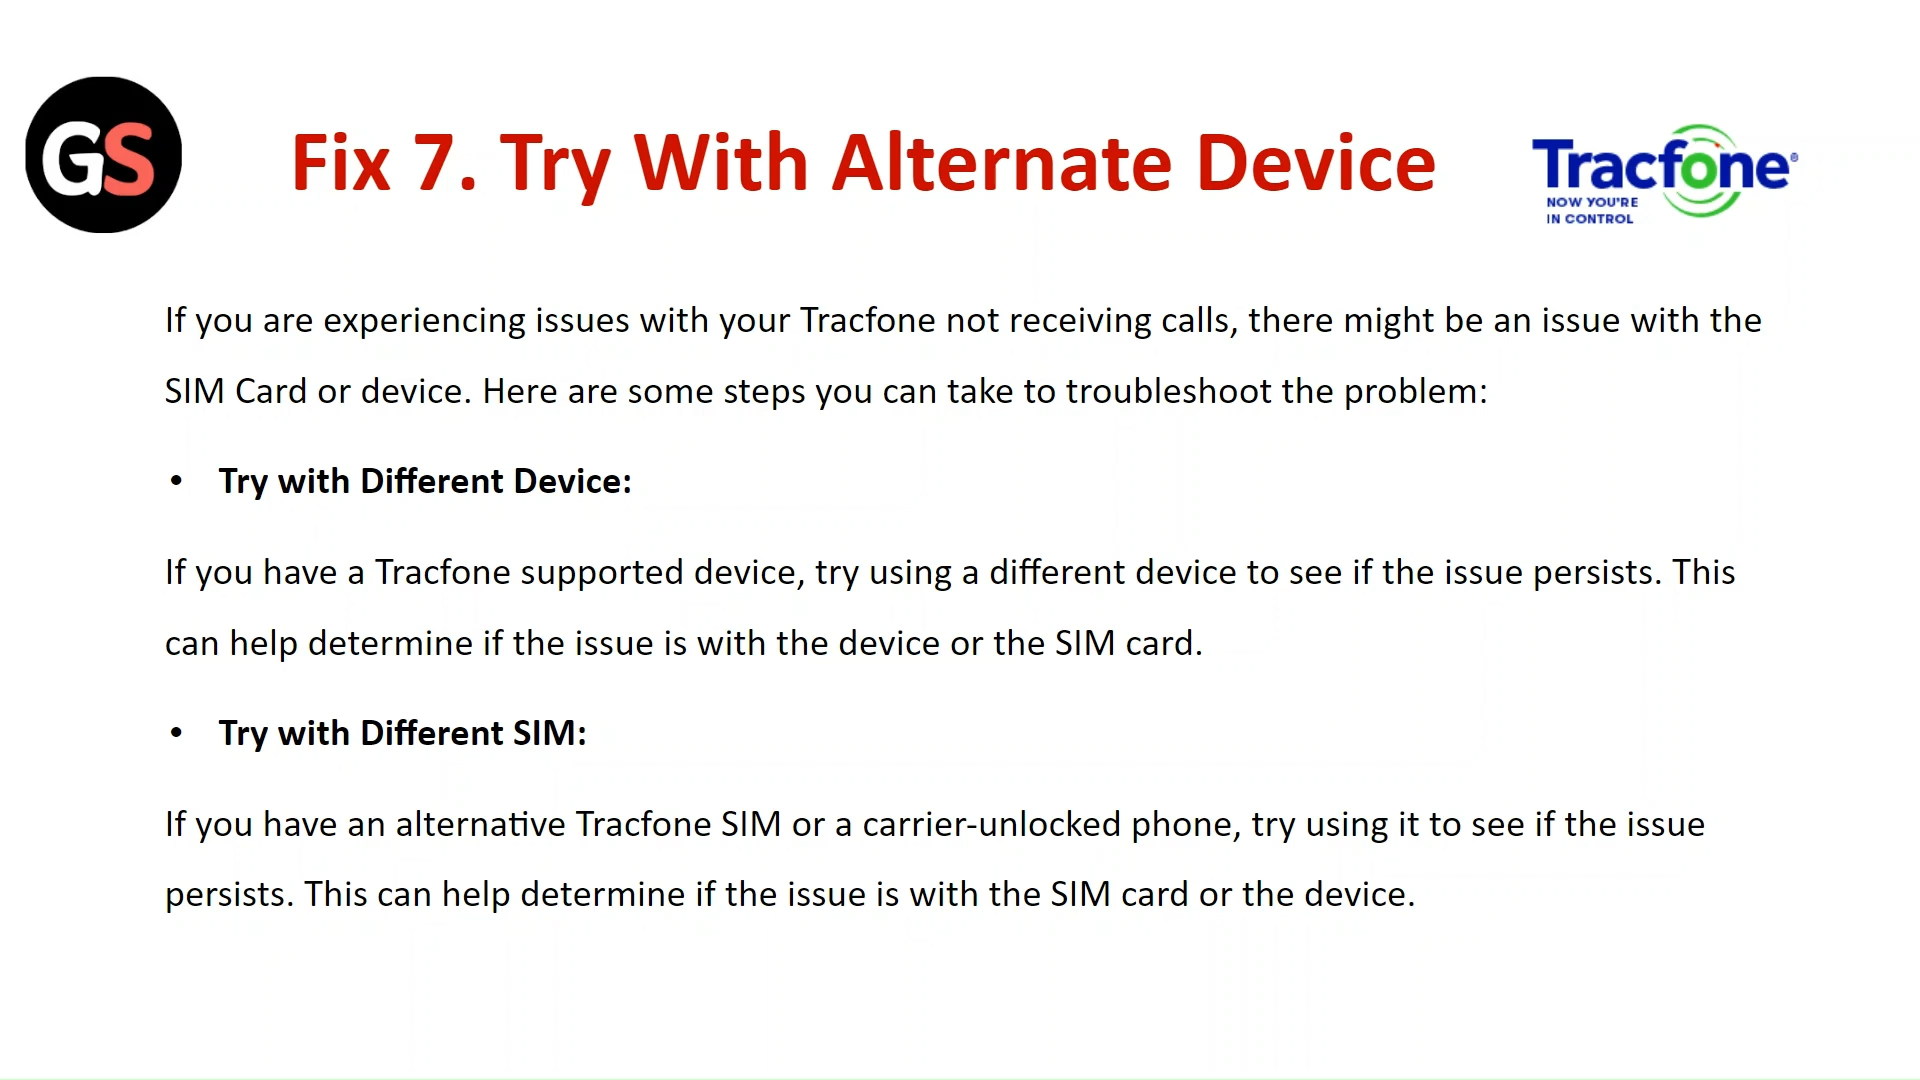 GS
Fix 7. Try With Alternate Device
Tracfone®
NOW YOU'RE
IN CONTROL
If you are experiencing issues with your Tracfone not receiving calls, there might be an issue with the
SIM Card or device. Here are some steps you can take to troubleshoot the problem:
• Try with Different Device:
If you have a Tracfone supported device, try using a different device to see if the issue persists. This
can help determine if the issue is with the device or the SIM card.
• Try with Different SIM:
If you have an alternative Tracfone SIM or a carrier-unlocked phone, try using it to see if the issue
persists. This can help determine if the issue is with the SIM card or the device.